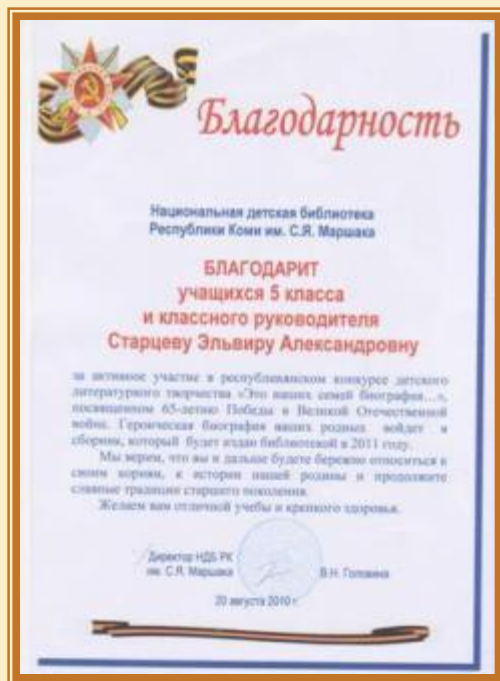 Благодарность
Национальная детская библиотека
Республики Коми им. С.Я. Маршака
БЛАГОДАРИТ
учащихся 5 класса
и классного руководителя
Старцеву Эльвиру Александровну
за активное участие в республиканском конкурсе детского
литературного творчества «Это наших семей биография...»,
посвященном 65-летию Победы в Великой Отечественной
войне. Героическая биография ваших родных войдет в
сборник, который будет издан библиотекой в 2011 году.
Мы верим, что вы и дальше будете бережно относиться к
своим корням, к истории нашей родины и продолжите
славные традиции старшего поколения.
Желаем вам отличной учебы и крепкого здоровья.
Директор НДБ РК
им. С.Я. Маршака
В.Н. Головина
20 августа 2010 г.